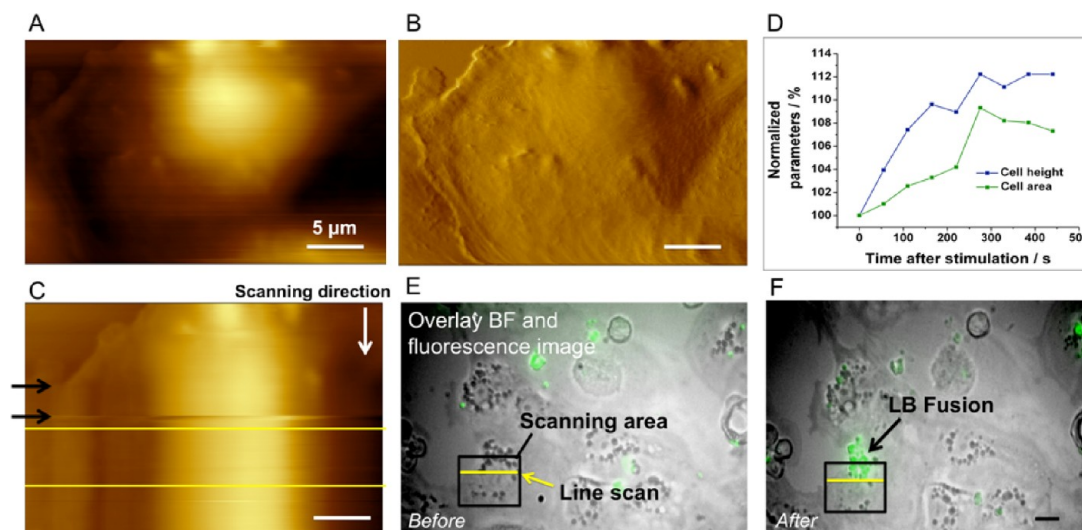 A
5 µm
B
D
Normalized
parameters / %
114
112
110
108
106
104
102
100
Cell height
Cell area
0
100
200
300
400
Time after stimulation / s
C
Scanning direction
E
Overlay BF and
fluorescence image
Scanning area
Line scan
Before
F
LB Fusion
After